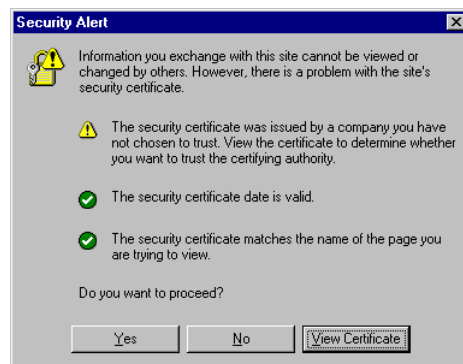 Security Alert
Information you exchange with this site cannot be viewed or
changed by others. However, there is a problem with the site's
security certificate.
The security certificate was issued by a company you have
not chosen to trust. View the certificate to determine whether
you want to trust the certifying authority.
The security certificate date is valid.
The security certificate matches the name of the page you
are trying to view.
Do you want to proceed?
Yes No View Certificate